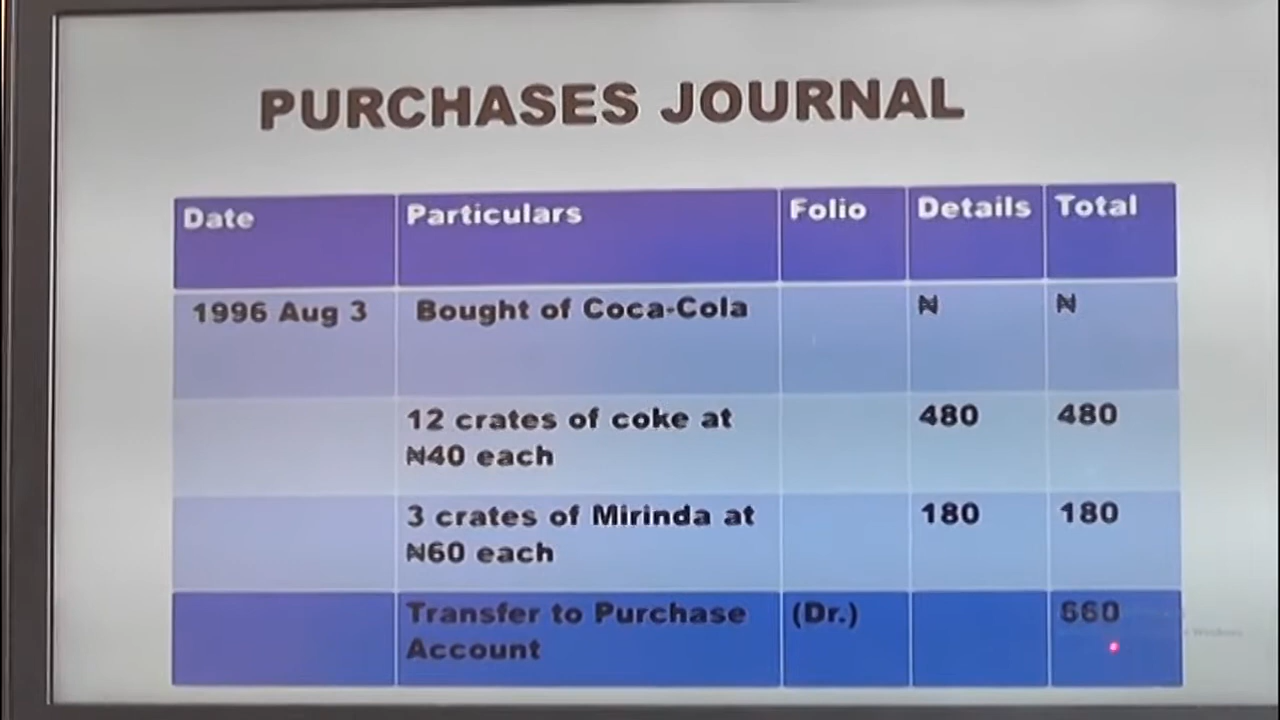 PURCHASES JOURNAL
Date Particulars Folio Details Total
1996 Aug 3 Bought of Coca-Cola ₦ ₦
12 crates of coke at 480 480
₦40 each
3 crates of Mirinda at 180 180
₦60 each
Transfer to Purchase (Dr.) 660
Account
Windows